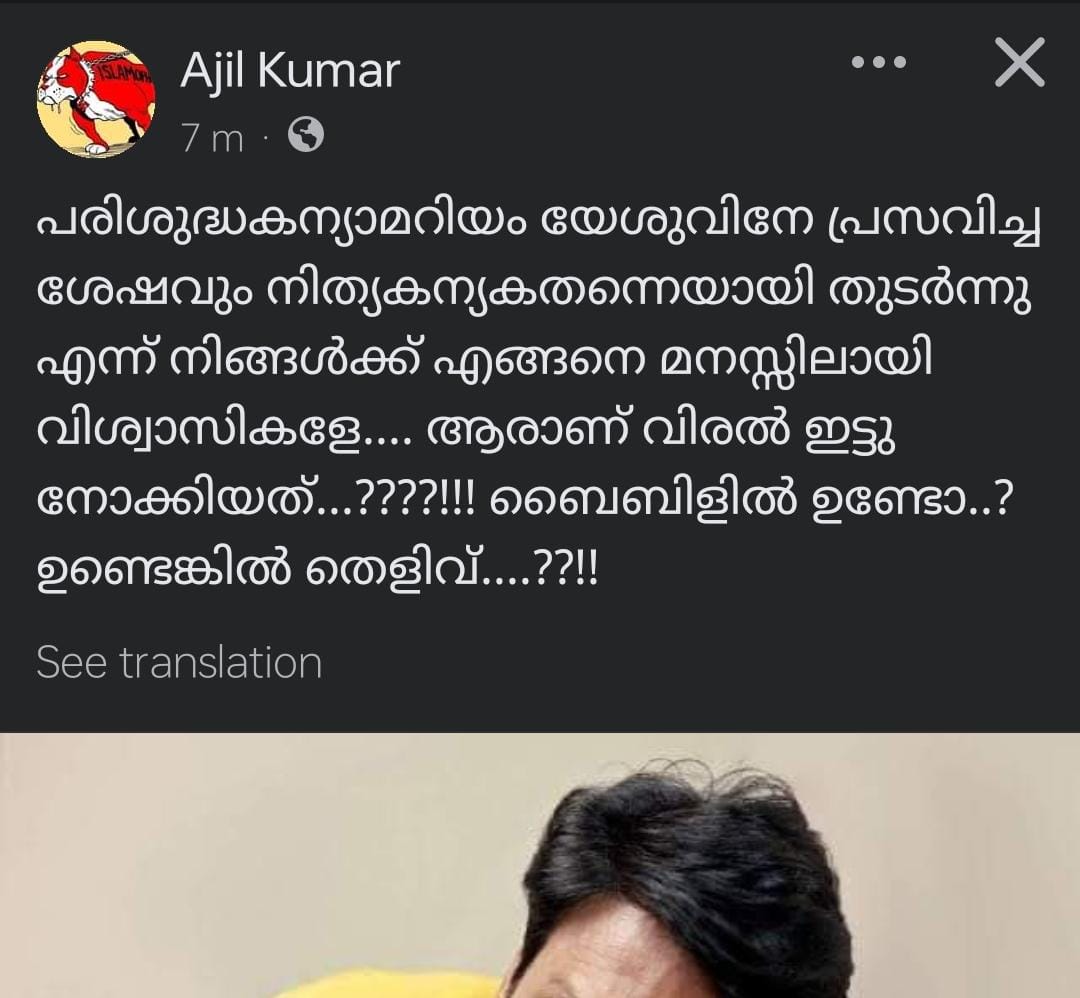 Ajil Kumar
7 m ·
പരിശുദ്ധകന്യാമറിയം യേശുവിനേ പ്രസവിച്ച
ശേഷവും നിത്യകന്യകതന്നെയായി തുടർന്നു
എന്ന് നിങ്ങൾക്ക് എങ്ങനെ മനസ്സിലായി
വിശ്വാസികളേ.... ആരാണ് വിരൽ ഇട്ടു
നോക്കിയത്...????!!! ബൈബിളിൽ ഉണ്ടോ..?
ഉണ്ടെങ്കിൽ തെളിവ്....??!!
See translation